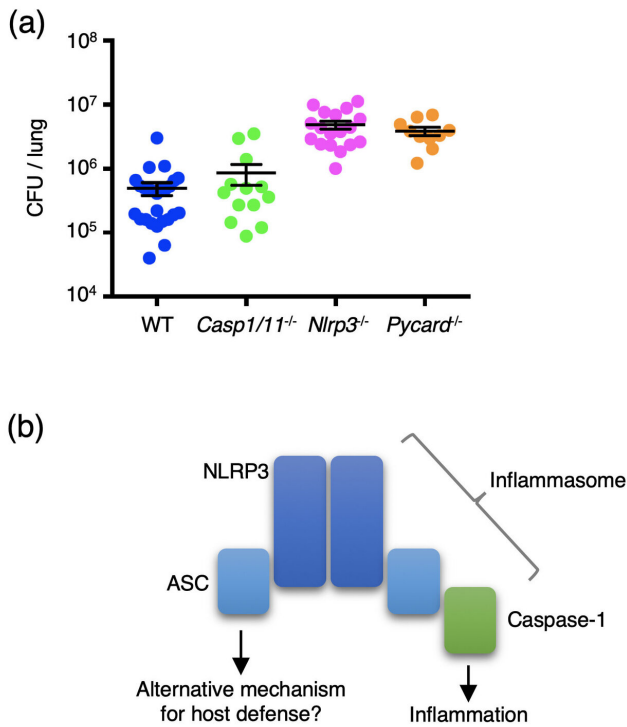 (a)
CFU / lung
10⁸
10⁷
10⁶
10⁵
10⁴
WT
Casp1/11⁻/⁻
Nlrp3⁻/⁻
Pycard⁻/⁻
(b)
NLRP3
Inflammasome
ASC
Caspase-1
Alternative mechanism
for host defense?
Inflammation